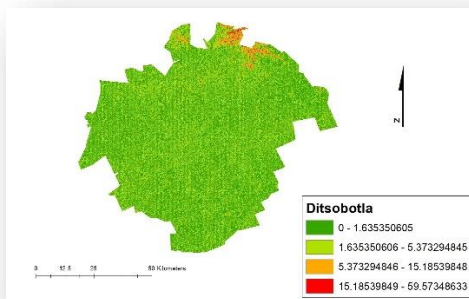 N
Ditsobotla
0 - 1.635350605
1.635350606 - 5.373294845
5.373294846 - 15.18539848
15.18539849 - 59.57348633
0 12.5 25 50 Kilometers